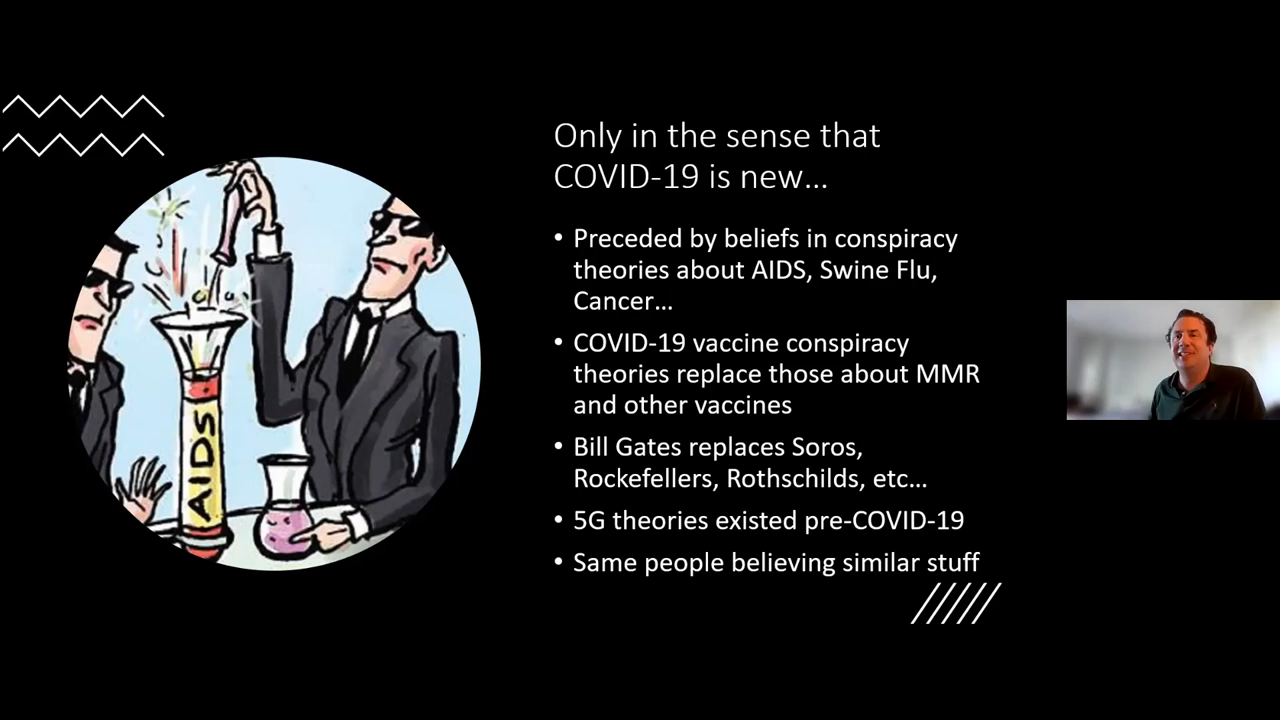 Only in the sense that
COVID-19 is new...
• Preceded by beliefs in conspiracy
theories about AIDS, Swine Flu,
Cancer...
• COVID-19 vaccine conspiracy
theories replace those about MMR
and other vaccines
• Bill Gates replaces Soros,
Rockefellers, Rothschilds, etc...
• 5G theories existed pre-COVID-19
• Same people believing similar stuff
AIDS